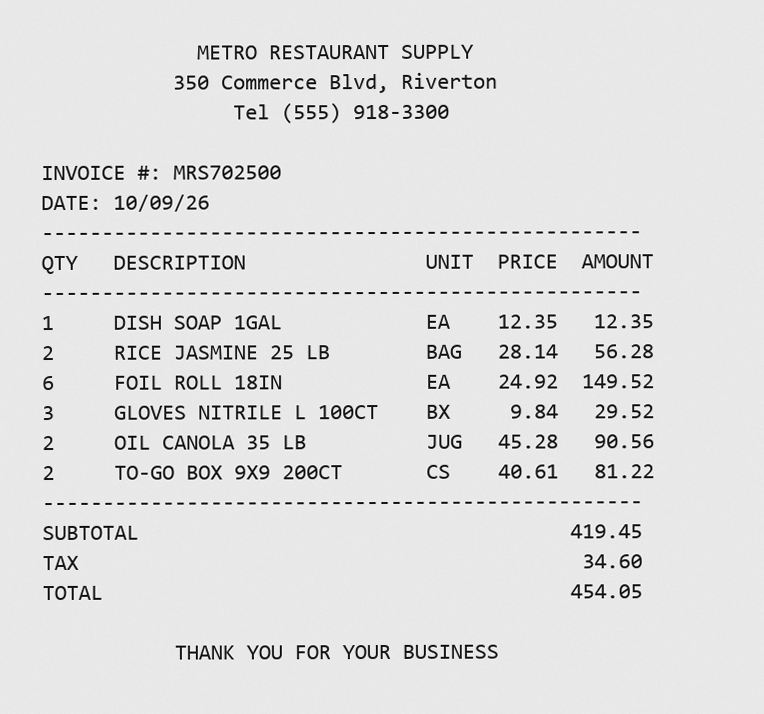 METRO RESTAURANT SUPPLY
350 Commerce Blvd, Riverton
Tel (555) 918-3300
INVOICE #: MRS702500
DATE: 10/09/26
--------------------------------------------------
QTY   DESCRIPTION               UNIT  PRICE  AMOUNT
--------------------------------------------------
1     DISH SOAP 1GAL            EA    12.35   12.35
2     RICE JASMINE 25 LB        BAG   28.14   56.28
6     FOIL ROLL 18IN            EA    24.92  149.52
3     GLOVES NITRILE L 100CT    BX     9.84   29.52
2     OIL CANOLA 35 LB          JUG   45.28   90.56
2     TO-GO BOX 9X9 200CT       CS    40.61   81.22
--------------------------------------------------
SUBTOTAL                                    419.45
TAX                                          34.60
TOTAL                                       454.05
THANK YOU FOR YOUR BUSINESS